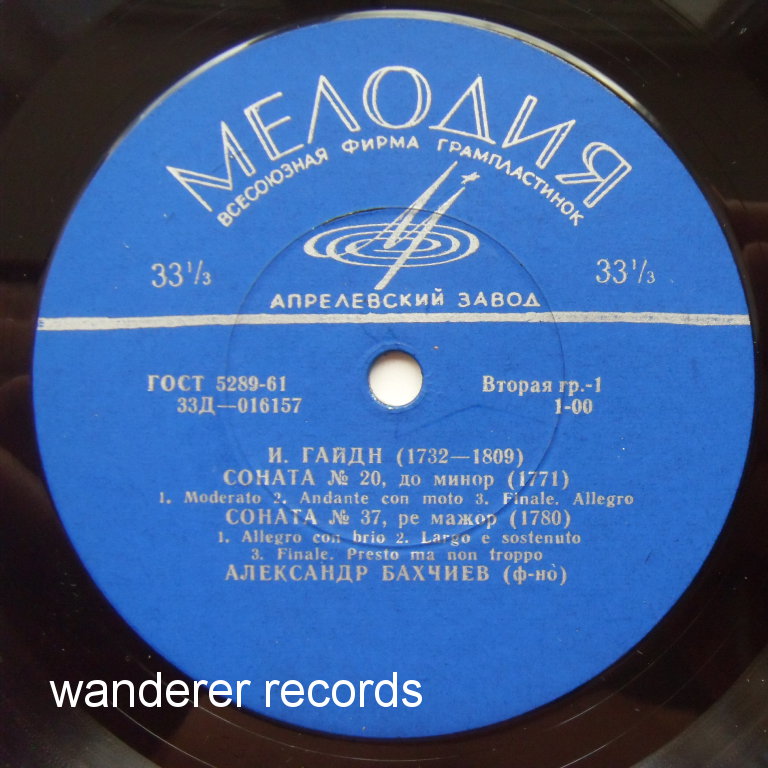 МЕЛОДИЯ
ВСЕСОЮЗНАЯ ФИРМА ГРАМПЛАСТИНОК
33⅓ 33⅓
АПРЕЛЕВСКИЙ ЗАВОД
ГОСТ 5289-61 Вторая гр.-1
33Д—016157 1-00
И. ГАЙДН (1732—1809)
СОНАТА № 20, до минор (1771)
1. Moderato 2. Andante con moto 3. Finale. Allegro
СОНАТА № 37, ре мажор (1780)
1. Allegro con brio 2. Largo e sostenuto
3. Finale. Presto ma non troppo
АЛЕКСАНДР БАХЧИЕВ (ф-но)
wanderer records